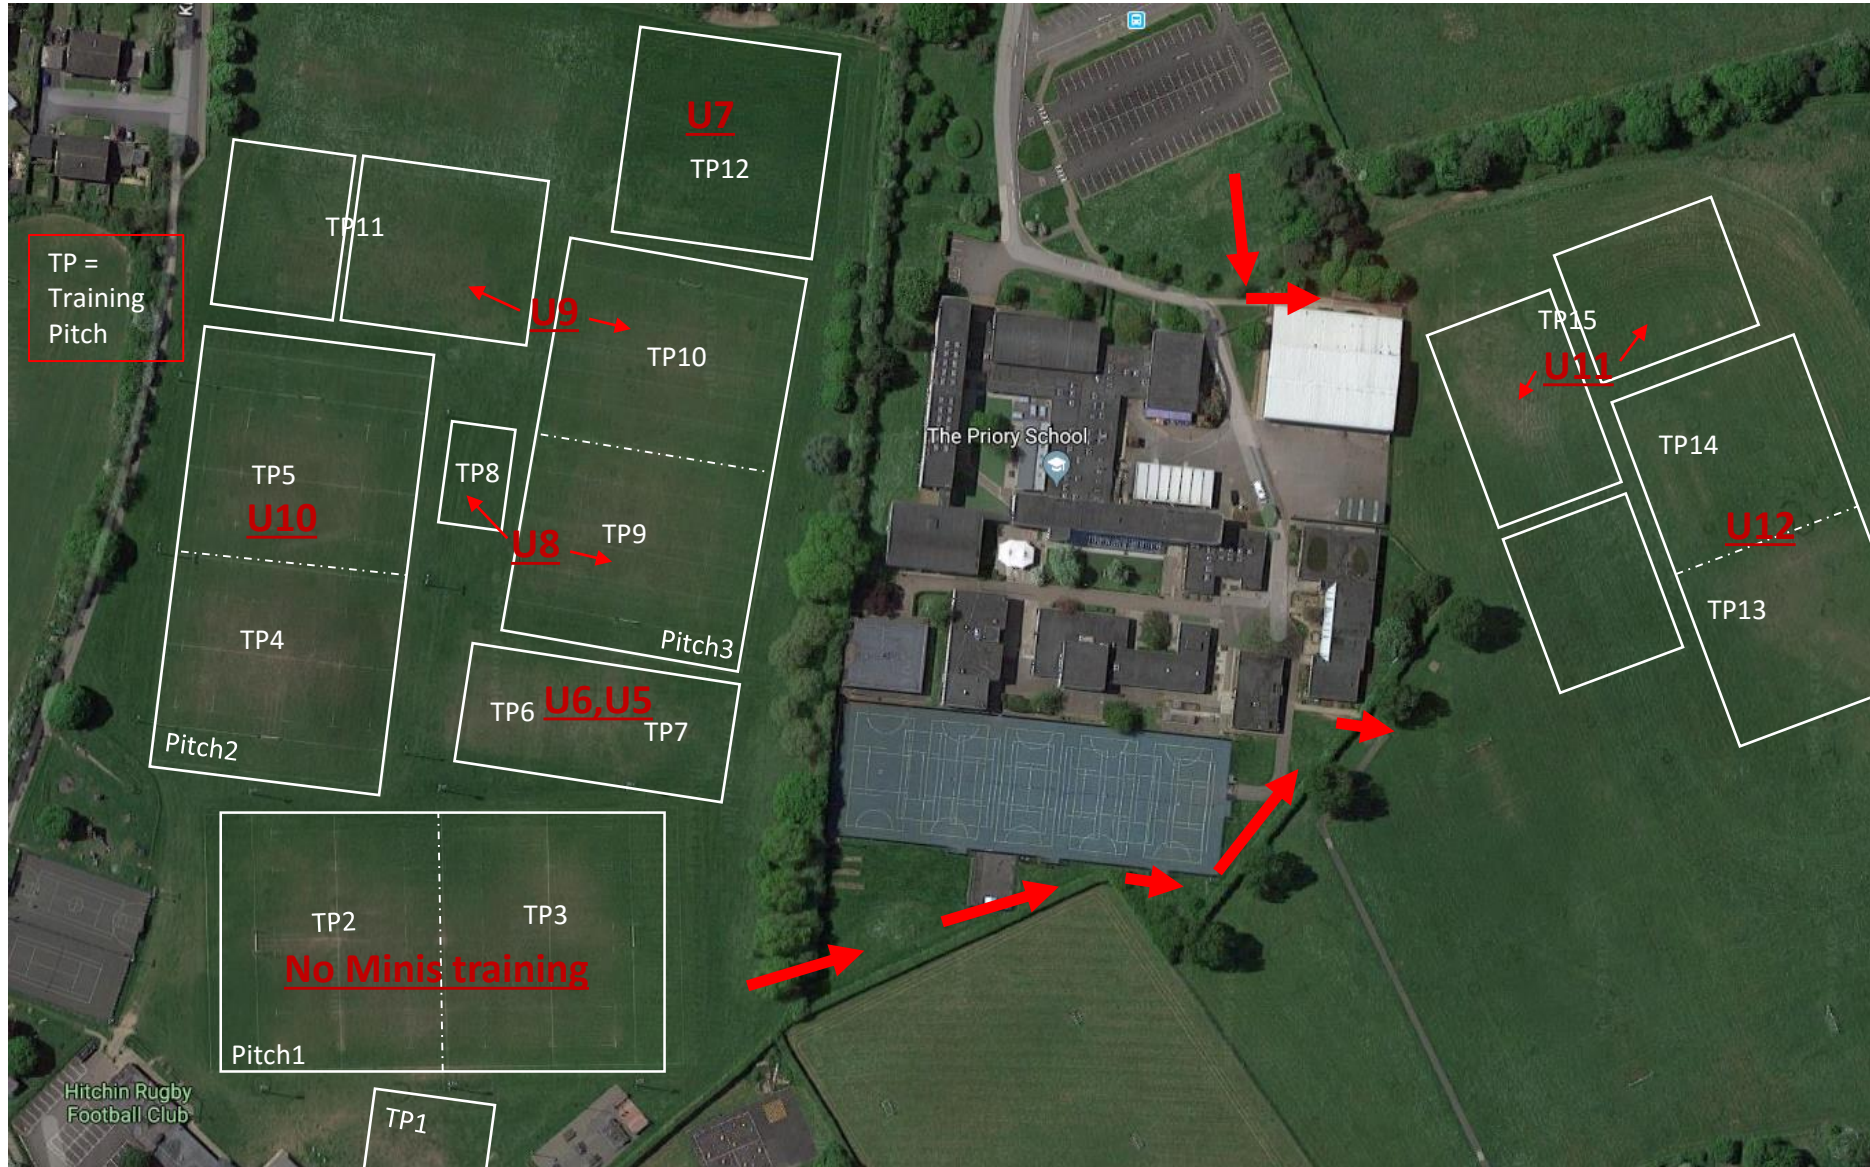 K
U7
TP12
TP11
TP =
Training
Pitch
U9
TP10
TP15
U11
TP14
The Priory School
TP5
U10
TP8
TP9
U8
U12
TP13
TP4
Pitch3
TP6
U6,U5
TP7
Pitch2
TP2
TP3
No Minis training
Pitch1
Hitchin Rugby
Football Club
TP1